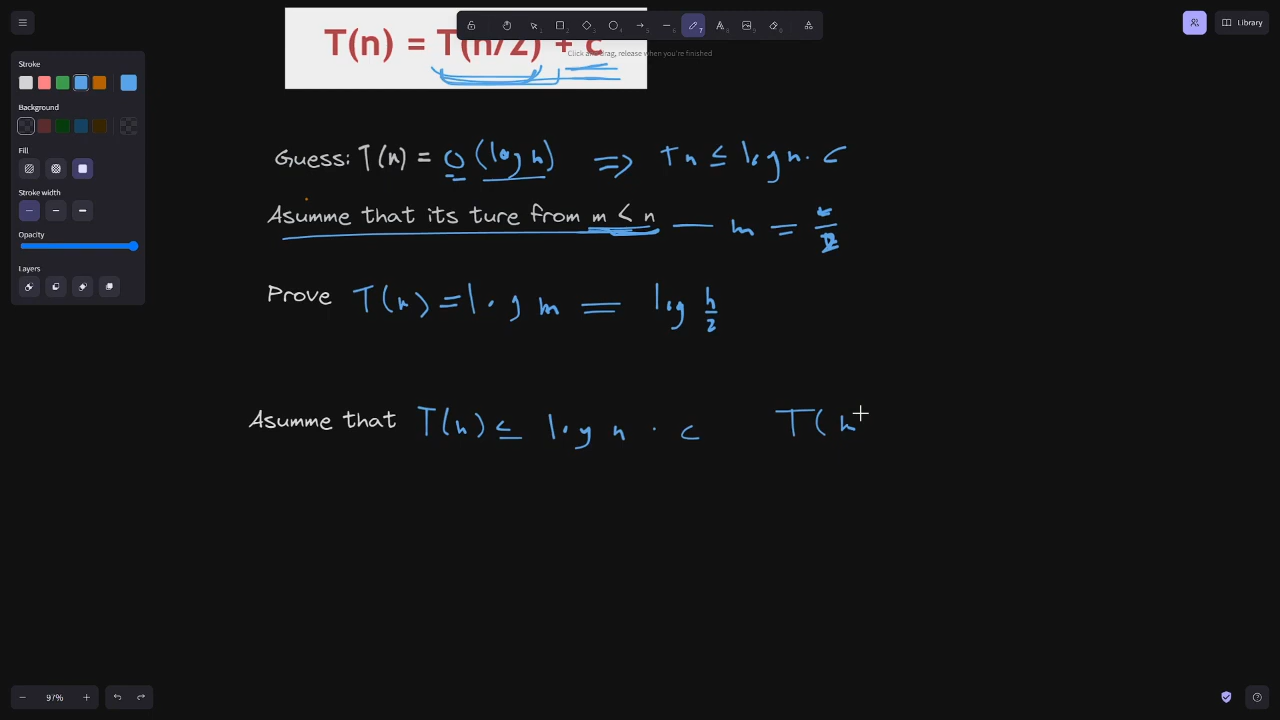 T(n) = T(n/2) + c
Click and drag, release when you're finished
Library
Stroke
Background
Fill
Stroke width
Opacity
Layers
Guess: T(n) = O (log n) ⇒ Tn ≤ log n · c
Asumme that its ture from m < n — m = n/2
Prove T(n) = log m = log n/2
Asumme that T(n) ≤ log n · c T( n
97%